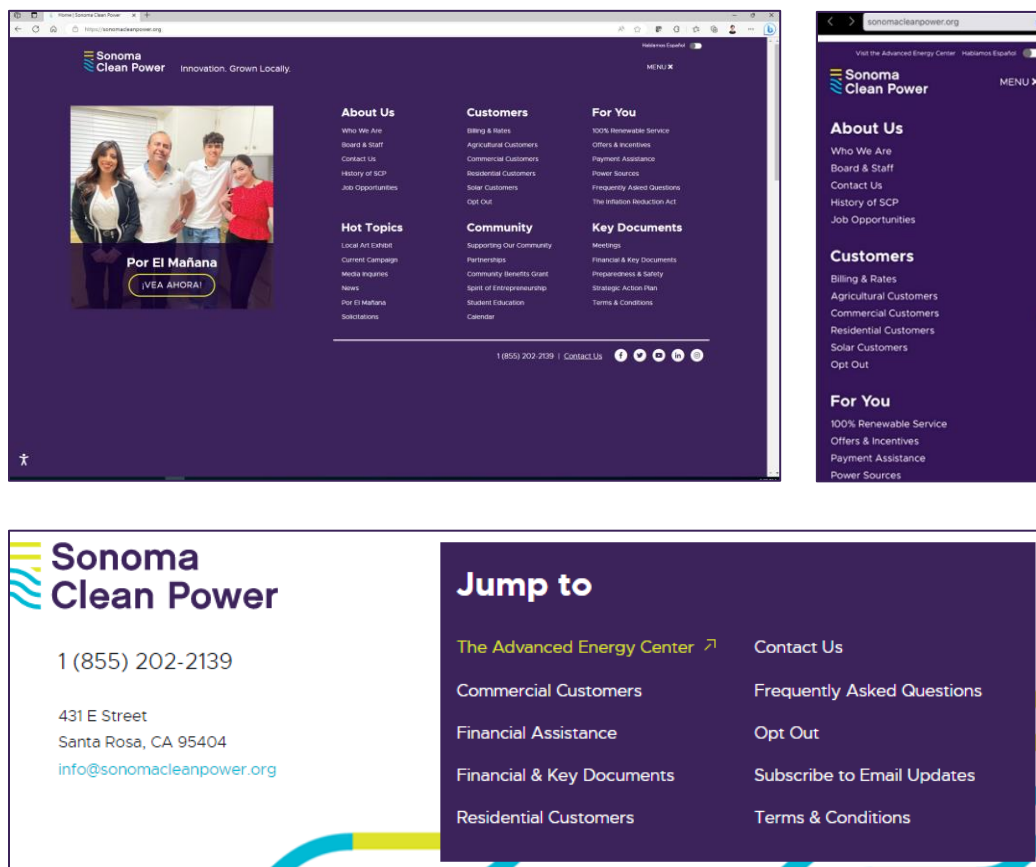 Home | Sonoma Clean Power
https://sonomacleanpower.org
Hablamos Español
Sonoma
Clean Power
Innovation. Grown Locally.
MENU ✖
Por El Mañana
¡VEA AHORA!
About Us
Who We Are
Board & Staff
Contact Us
History of SCP
Job Opportunities
Customers
Billing & Rates
Agricultural Customers
Commercial Customers
Residential Customers
Solar Customers
Opt Out
For You
100% Renewable Service
Offers & Incentives
Payment Assistance
Power Sources
Frequently Asked Questions
The Inflation Reduction Act
Hot Topics
Local Art Exhibit
Current Campaign
Media Inquiries
News
Por El Mañana
Solicitations
Community
Supporting Our Community
Partnerships
Community Benefits Grant
Spirit of Entrepreneurship
Student Education
Calendar
Key Documents
Meetings
Financial & Key Documents
Preparedness & Safety
Strategic Action Plan
Terms & Conditions
1 (855) 202-2139 | Contact Us
sonomacleanpower.org
Visit the Advanced Energy Center Hablamos Español
Sonoma
Clean Power
MENU ✖
About Us
Who We Are
Board & Staff
Contact Us
History of SCP
Job Opportunities
Customers
Billing & Rates
Agricultural Customers
Commercial Customers
Residential Customers
Solar Customers
Opt Out
For You
100% Renewable Service
Offers & Incentives
Payment Assistance
Power Sources
Sonoma
Clean Power
1 (855) 202-2139
431 E Street
Santa Rosa, CA 95404
info@sonomacleanpower.org
Jump to
The Advanced Energy Center
Commercial Customers
Financial Assistance
Financial & Key Documents
Residential Customers
Contact Us
Frequently Asked Questions
Opt Out
Subscribe to Email Updates
Terms & Conditions